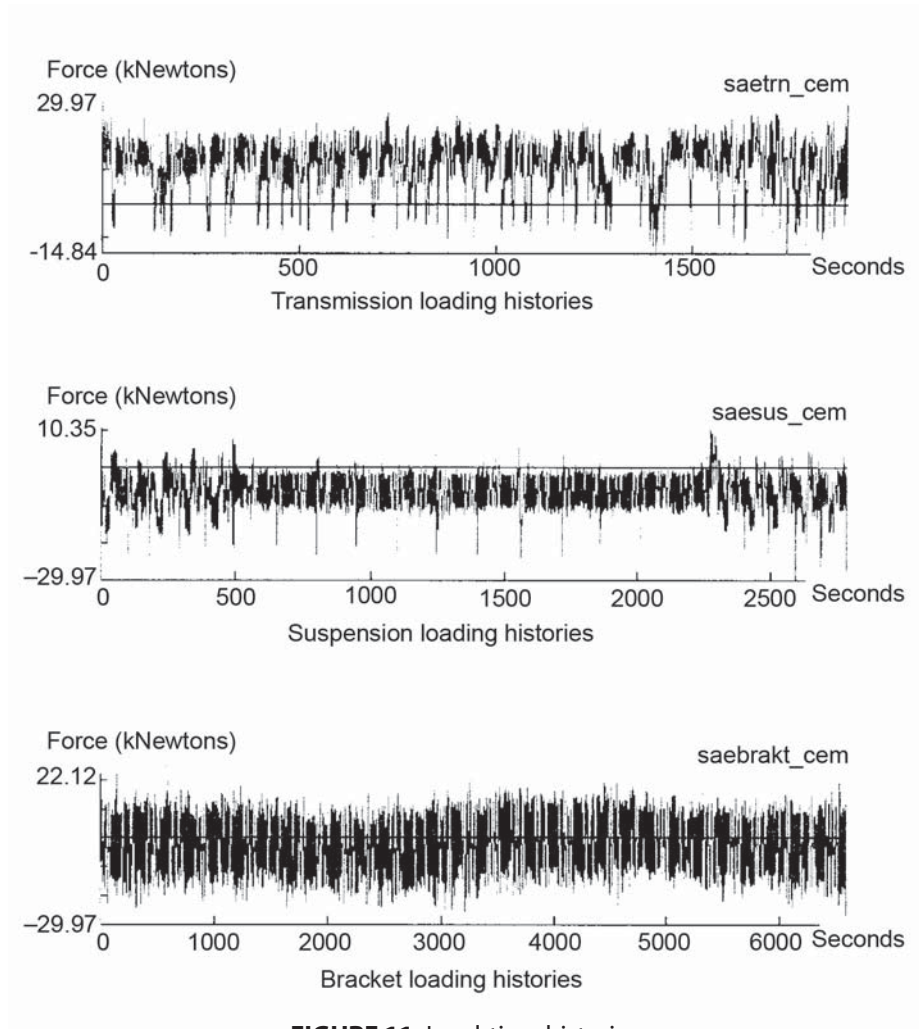 Force (kNewtons)
saetrn_cem
29.97
-14.84
0 500 1000 1500 Seconds
Transmission loading histories
Force (kNewtons)
saesus_cem
10.35
–29.97
0 500 1000 1500 2000 2500 Seconds
Suspension loading histories
Force (kNewtons)
saebrakt_cem
22.12
–29.97
0 1000 2000 3000 4000 5000 6000 Seconds
Bracket loading histories